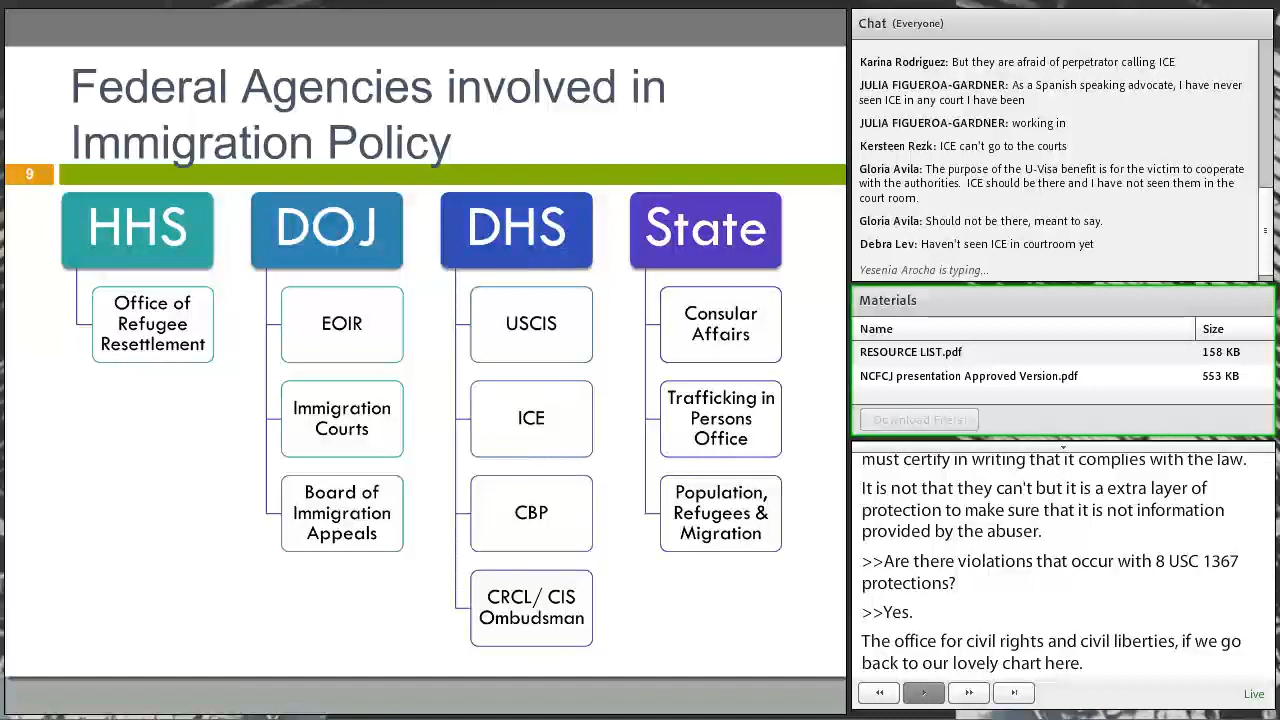 Federal Agencies involved in
Immigration Policy
9
HHS
Office of
Refugee
Resettlement
DOJ
EOIR
Immigration
Courts
Board of
Immigration
Appeals
DHS
USCIS
ICE
CBP
CRCL/ CIS
Ombudsman
State
Consular
Affairs
Trafficking in
Persons
Office
Population,
Refugees &
Migration
Chat (Everyone)
Karina Rodriguez: But they are afraid of perpetrator calling ICE
JULIA FIGUEROA-GARDNER: As a Spanish speaking advocate, I have never
seen ICE in any court I have been
JULIA FIGUEROA-GARDNER: working in
Kersteen Rezk: ICE can't go to the courts
Gloria Avila: The purpose of the U-Visa benefit is for the victim to cooperate
with the authorities.  ICE should be there and I have not seen them in the
court room.
Gloria Avila: Should not be there, meant to say.
Debra Lev: Haven't seen ICE in courtroom yet
Yesenia Arocha is typing...
Materials
Name Size
RESOURCE LIST.pdf 158 KB
NCFCJ presentation Approved Version.pdf 553 KB
Download File(s)
must certify in writing that it complies with the law.
It is not that they can't but it is a extra layer of
protection to make sure that it is not information
provided by the abuser.
>>Are there violations that occur with 8 USC 1367
protections?
>>Yes.
The office for civil rights and civil liberties, if we go
back to our lovely chart here.
Live